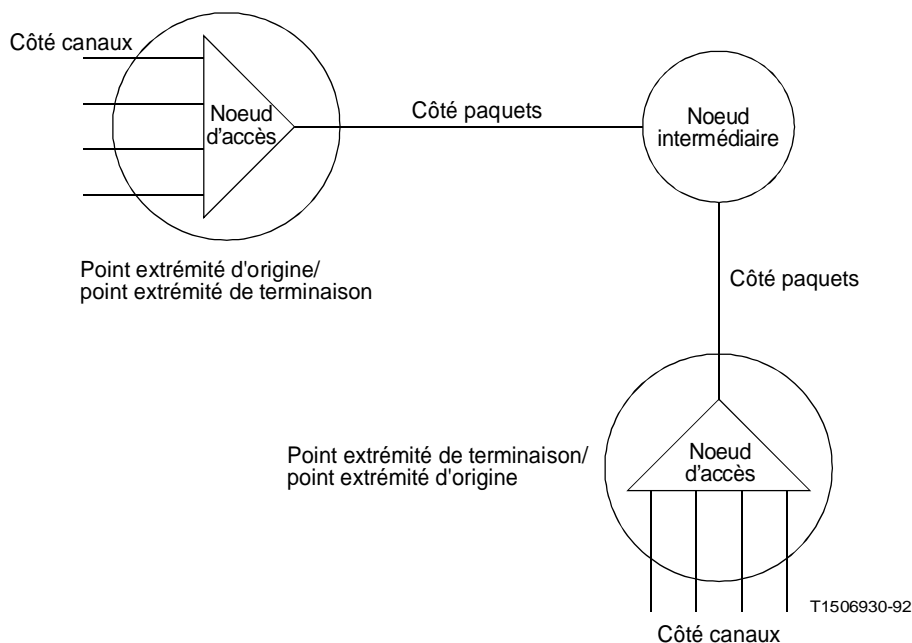 Côté canaux
Noeud
d'accès
Côté paquets
Noeud
intermédiaire
Point extrémité d'origine/
point extrémité de terminaison
Côté paquets
Point extrémité de terminaison/
point extrémité d'origine
Noeud
d'accès
T1506930-92
Côté canaux